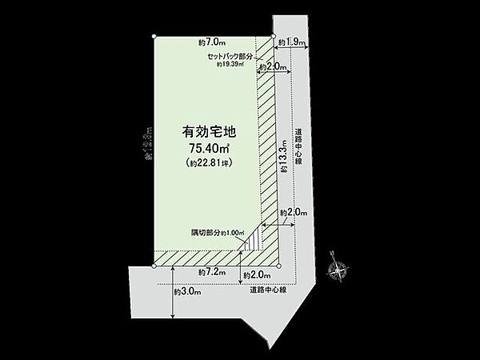 約7.0m
約1.9m
セットバック部分
約19.39㎡
約2.0m
道路中心線
有効宅地
75.40㎡
(約22.81坪)
約13.3m
隅切部分約1.00㎡
約2.0m
約7.2m
約2.0m
道路中心線
約3.0m